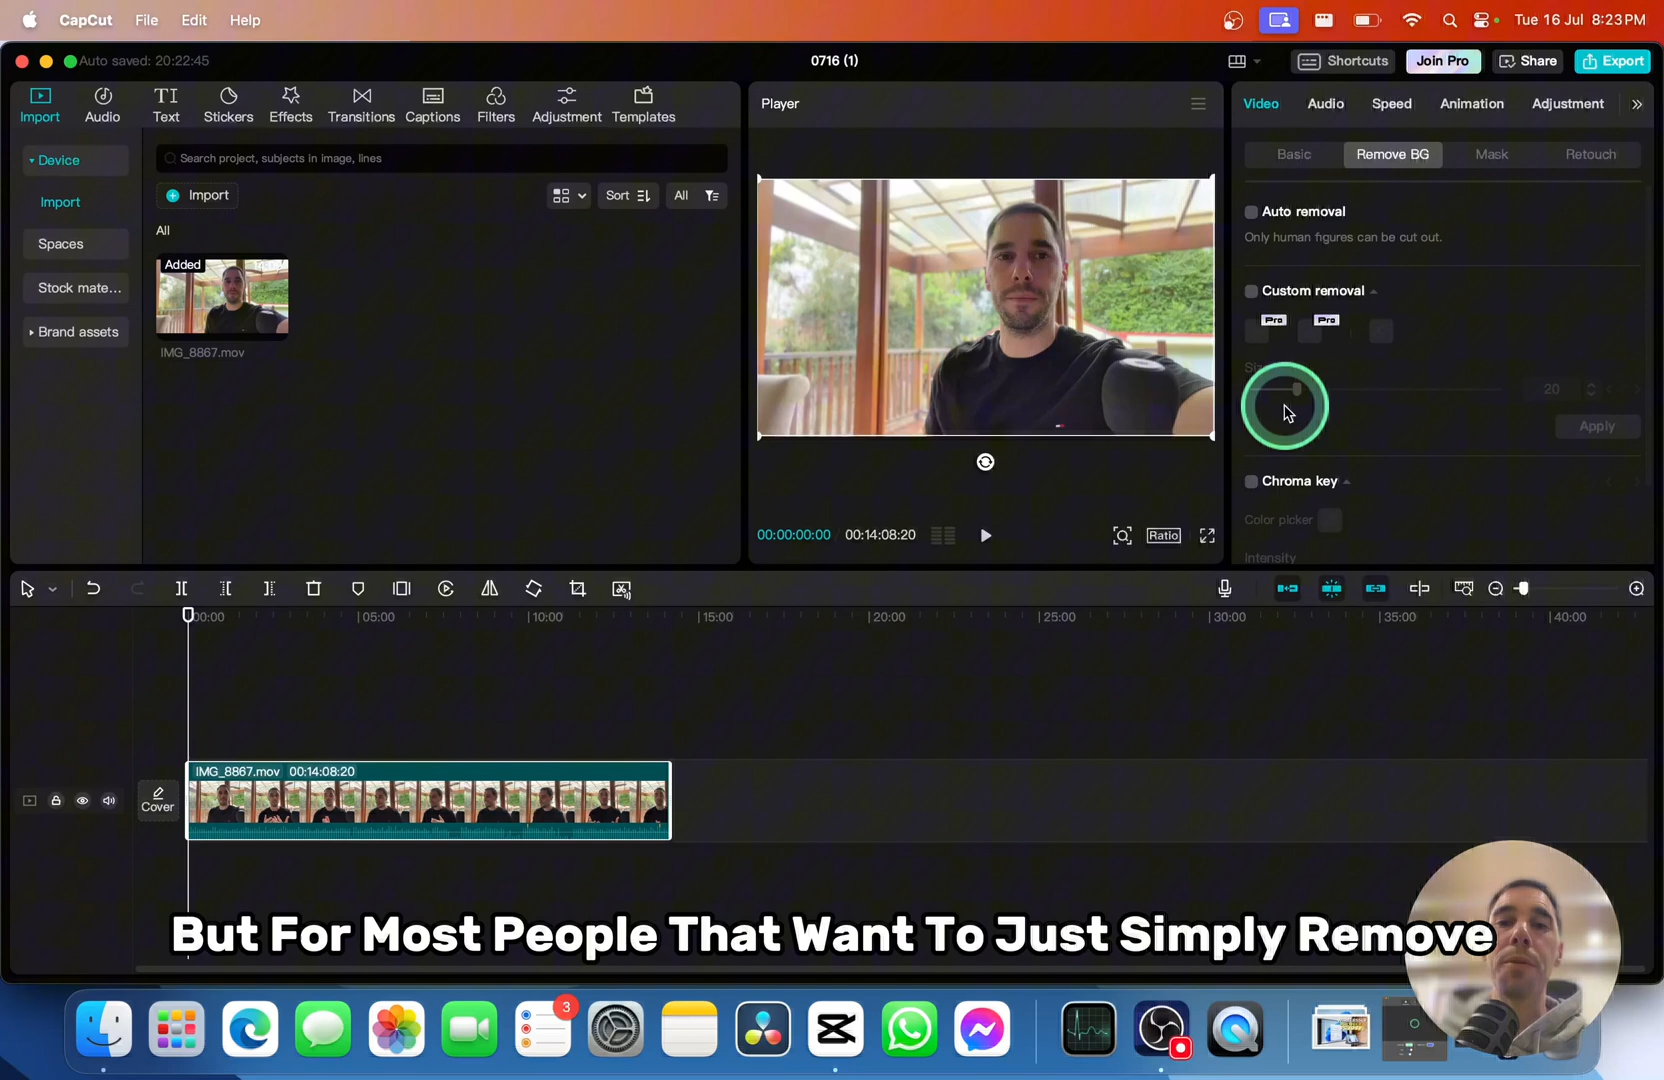 CapCut File Edit Help
Tue 16 Jul 8:23PM
Auto saved: 20:22:45
0716 (1)
Shortcuts
Join Pro
Share
Export
Import
Audio
Text
Stickers
Effects
Transitions
Captions
Filters
Adjustment
Templates
Device
Import
Spaces
Stock mate...
Brand assets
Search project, subjects in image, lines
Import
Sort
All
All
Added
IMG_8867.mov
Player
00:00:00:00
00:14:08:20
Ratio
Video
Audio
Speed
Animation
Adjustment
Basic
Remove BG
Mask
Retouch
Auto removal
Only human figures can be cut out.
Custom removal
Pro
Pro
20
Apply
Chroma key
Color picker
Intensity
00:00
05:00
10:00
15:00
20:00
25:00
30:00
35:00
40:00
Cover
IMG_8867.mov 00:14:08:20
But For Most People That Want To Just Simply Remove
3